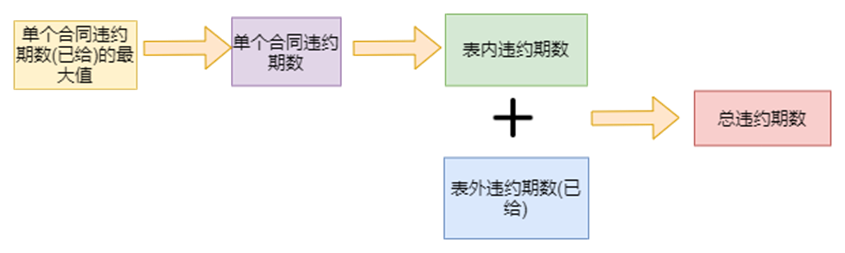 单个合同违约
期数(已给)的最
大值
单个合同违约
期数
表内违约期数
表外违约期数(已
给)
总违约期数